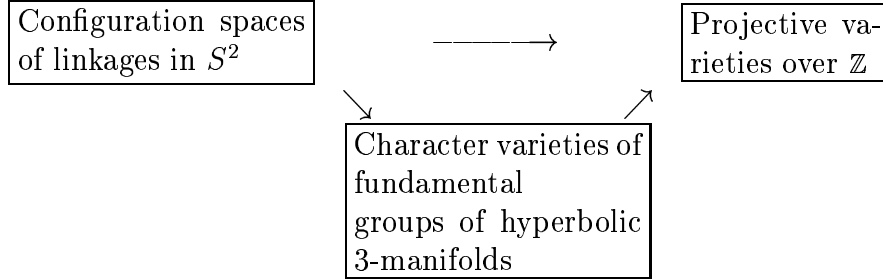 Configuration spaces
of linkages in $S^2$
Projective va-
rieties over ℤ
Character varieties of
fundamental
groups of hyperbolic
3-manifolds